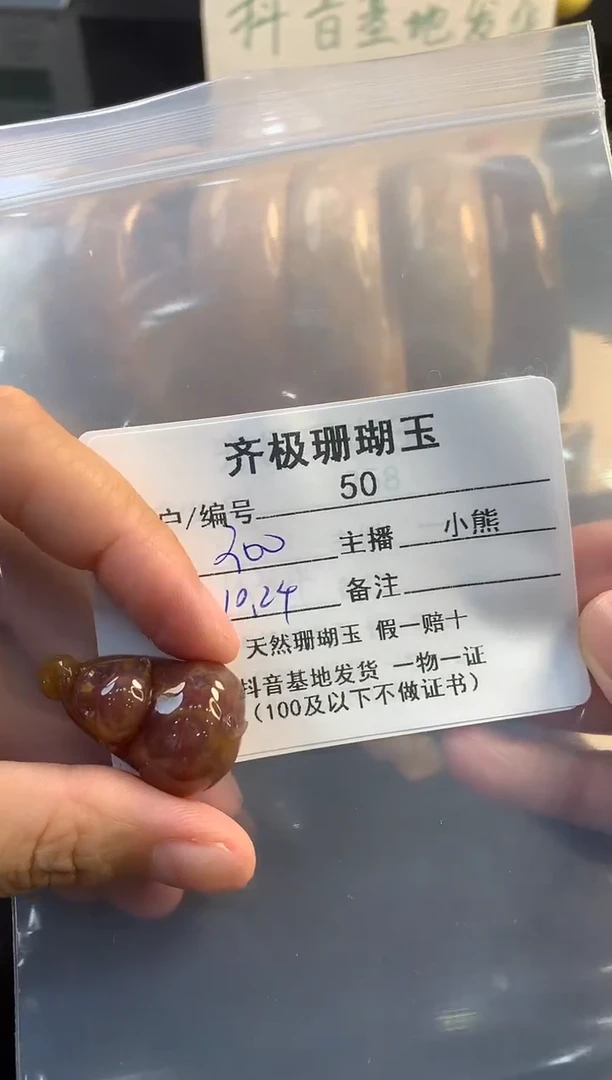 抖音基地发货
齐极珊瑚玉
户/编号 50
200 主播 小熊
10.24 备注
天然珊瑚玉 假一赔十
抖音基地发货 一物一证
(100及以下不做证书)